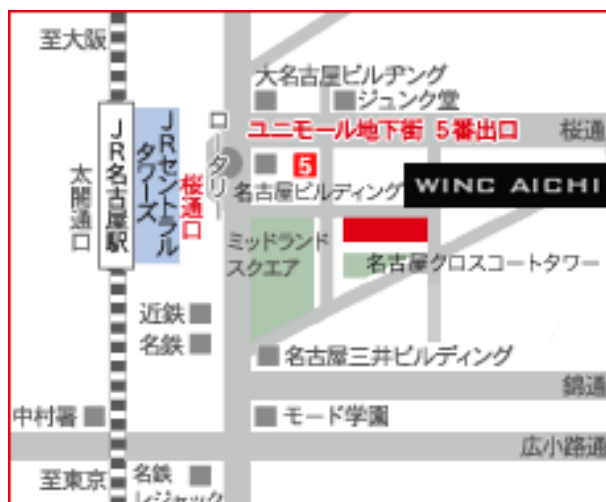 至大阪
大名古屋ビルヂング
ジュンク堂
ユニモール地下街 5番出口
桜通
ロータリー
JRセントラル
タワーズ
JR名古屋駅
太閤通口
桜通口
5
名古屋ビルディング
WINC AICHI
ミッドランド
スクエア
名古屋クロスコートタワー
近鉄
名鉄
名古屋三井ビルディング
錦通
中村署
モード学園
広小路通
至東京
名鉄
レジャック